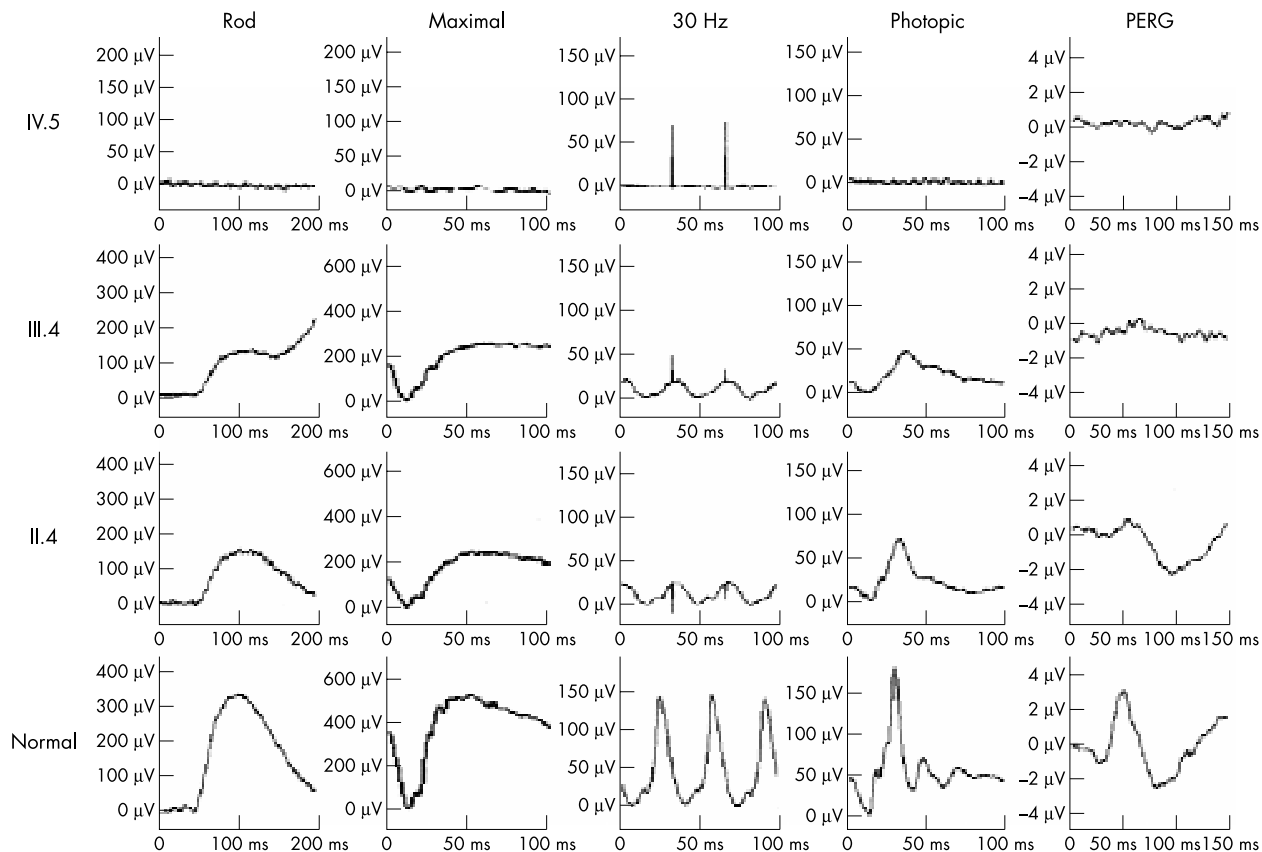 Rod Maximal 30 Hz Photopic PERG
IV.5
200 µV 200 µV 150 µV 150 µV 4 µV
150 µV 150 µV 100 µV 100 µV 2 µV
100 µV 100 µV 50 µV 50 µV 0 µV
50 µV 50 µV 0 µV 0 µV −2 µV
0 µV 0 µV −4 µV
0 100 ms 200 ms 0 50 ms 100 ms 0 50 ms 100 ms 0 50 ms 100 ms 0 50 ms 100 ms 150 ms
III.4
400 µV 600 µV 150 µV 150 µV 4 µV
300 µV 400 µV 100 µV 100 µV 2 µV
200 µV 200 µV 50 µV 50 µV 0 µV
100 µV 0 µV 0 µV 0 µV −2 µV
0 µV −4 µV
0 100 ms 200 ms 0 50 ms 100 ms 0 50 ms 100 ms 0 50 ms 100 ms 0 50 ms 100 ms 150 ms
II.4
400 µV 600 µV 150 µV 150 µV 4 µV
300 µV 400 µV 100 µV 100 µV 2 µV
200 µV 200 µV 50 µV 50 µV 0 µV
100 µV 0 µV 0 µV 0 µV −2 µV
0 µV −4 µV
0 100 ms 200 ms 0 50 ms 100 ms 0 50 ms 100 ms 0 50 ms 100 ms 0 50 ms 100 ms 150 ms
Normal
400 µV 600 µV 150 µV 150 µV 4 µV
300 µV 400 µV 100 µV 100 µV 2 µV
200 µV 200 µV 50 µV 50 µV 0 µV
100 µV 0 µV 0 µV 0 µV −2 µV
0 µV −4 µV
0 100 ms 200 ms 0 50 ms 100 ms 0 50 ms 100 ms 0 50 ms 100 ms 0 50 ms 100 ms 150 ms